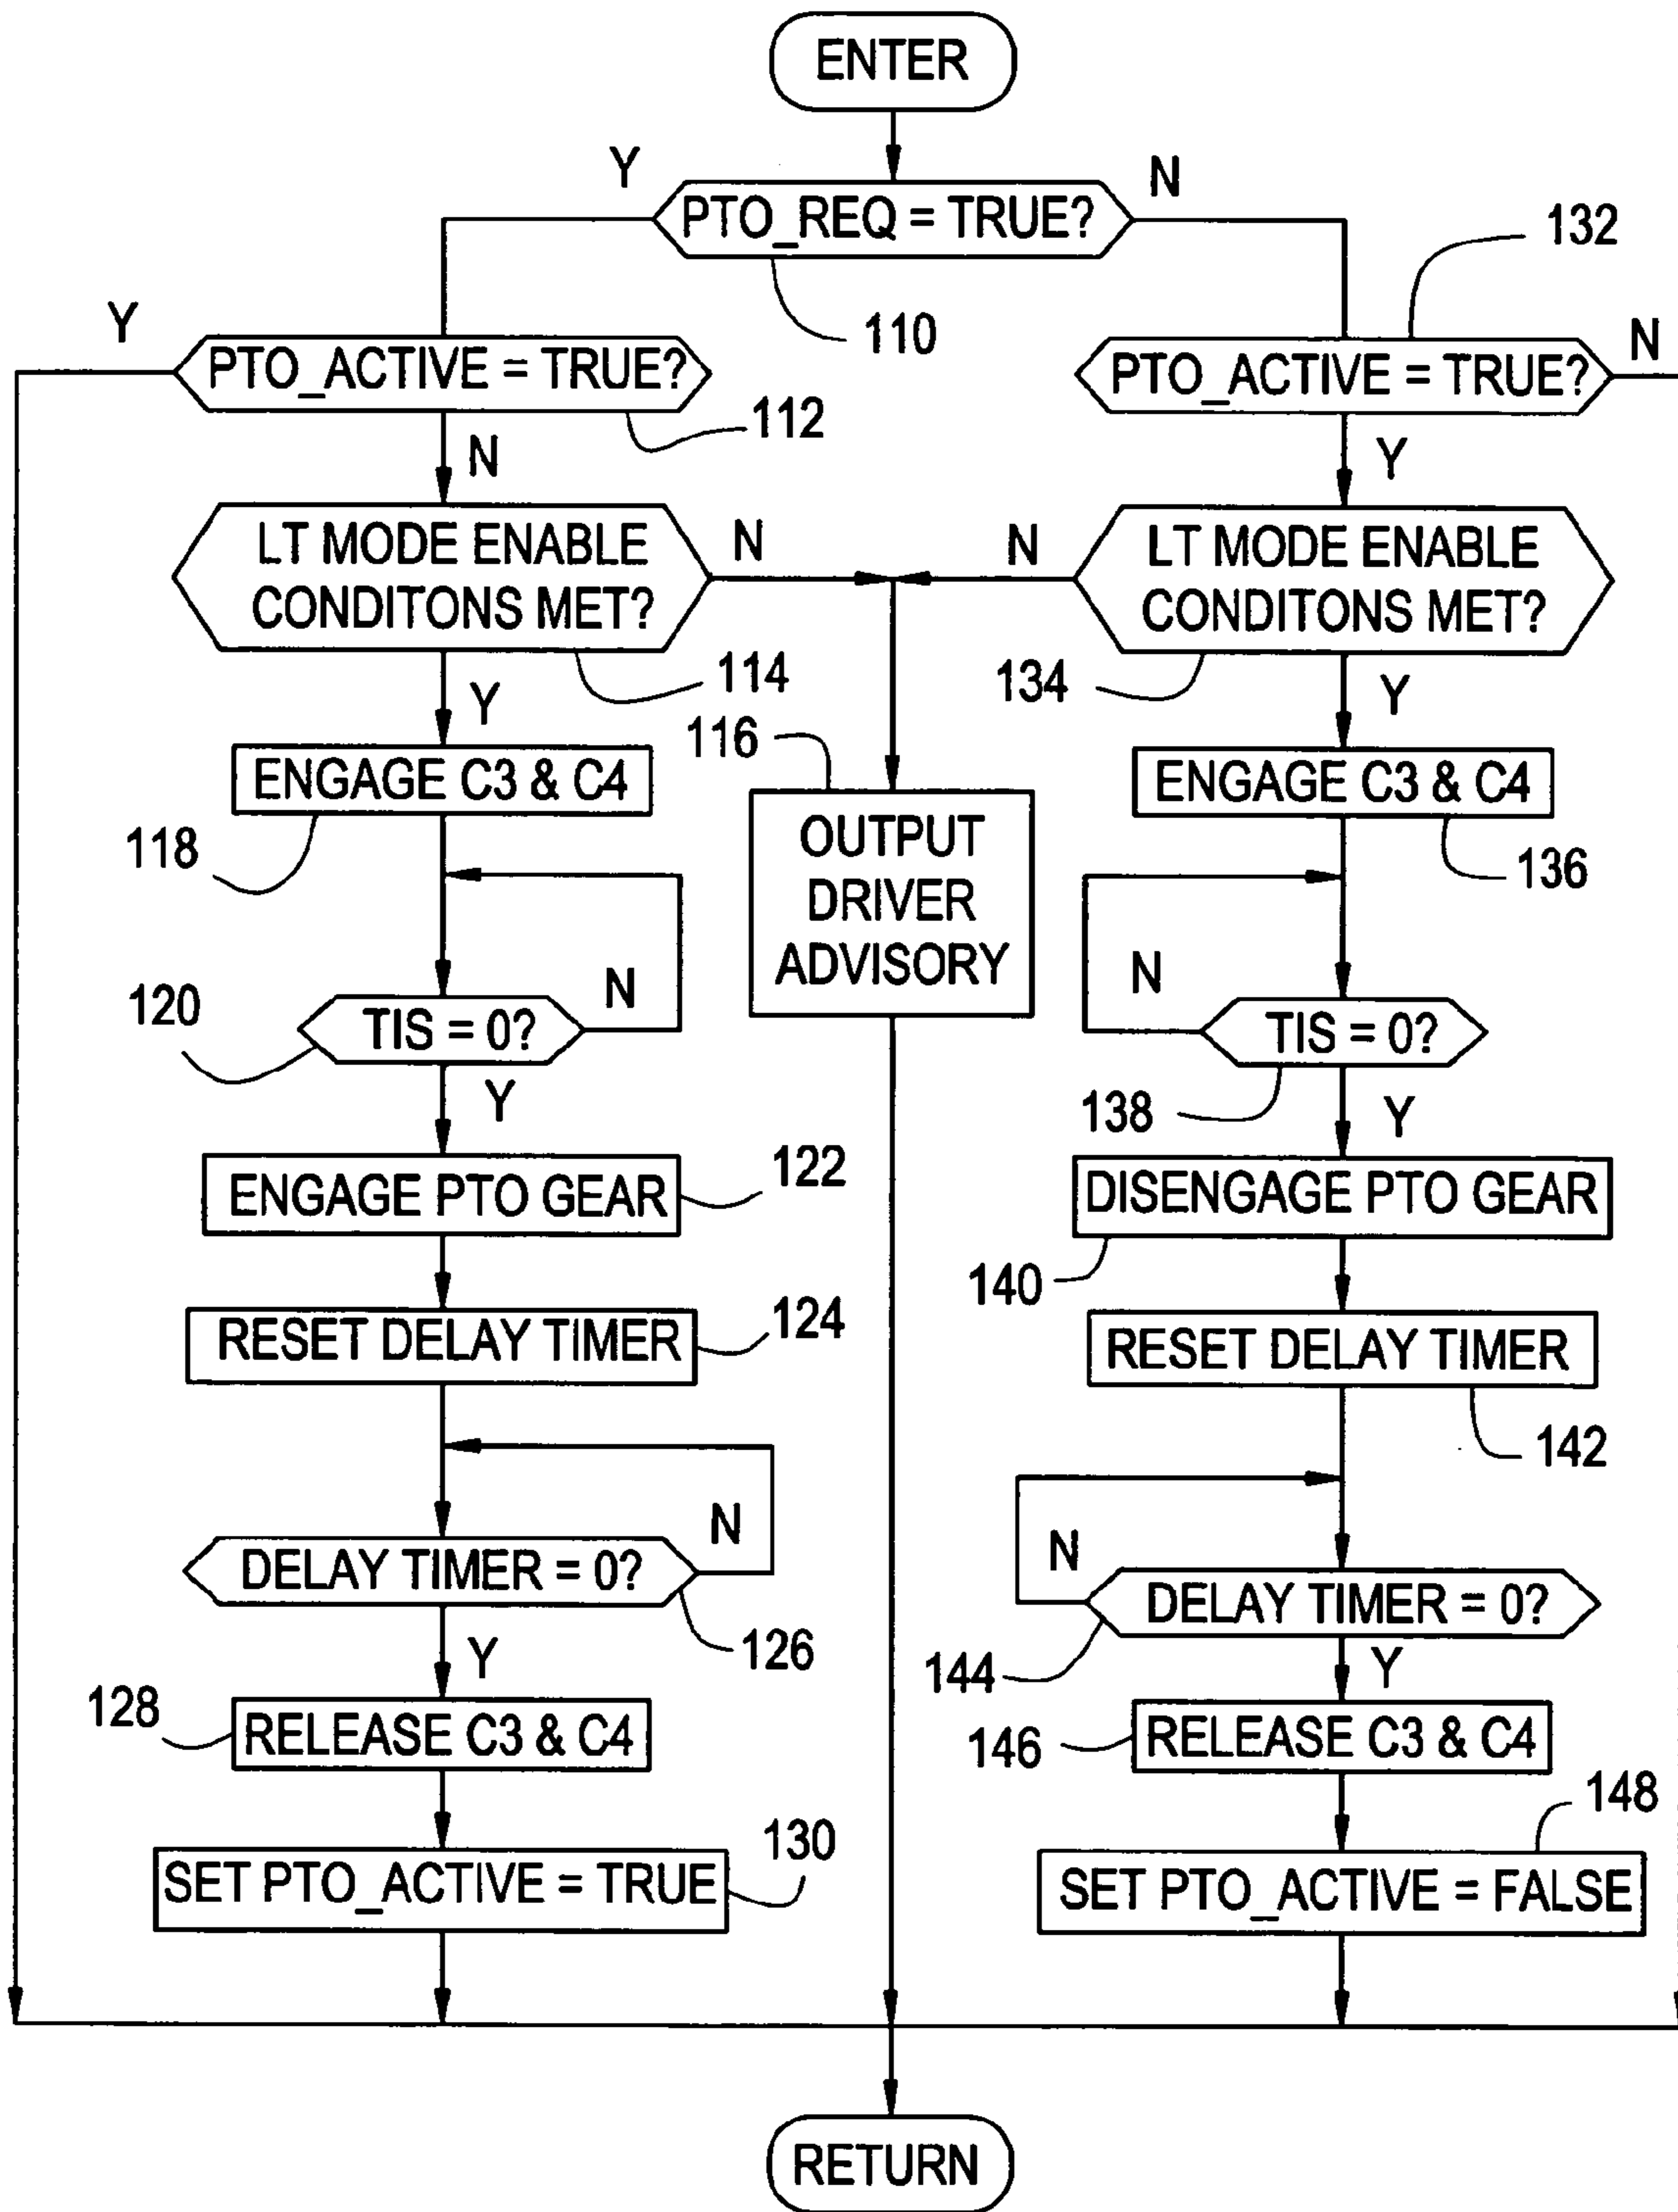 ENTER
Y
N
PTO_REQ = TRUE?
132
110
Y
PTO_ACTIVE = TRUE?
112
N
PTO_ACTIVE = TRUE?
N
Y
LT MODE ENABLE
CONDITONS MET?
N
114
N
LT MODE ENABLE
CONDITONS MET?
134
Y
116
Y
ENGAGE C3 & C4
118
OUTPUT
DRIVER
ADVISORY
ENGAGE C3 & C4
136
N
120
TIS = 0?
N
TIS = 0?
138
Y
Y
ENGAGE PTO GEAR
122
DISENGAGE PTO GEAR
140
RESET DELAY TIMER
124
RESET DELAY TIMER
142
N
DELAY TIMER = 0?
126
N
DELAY TIMER = 0?
144
Y
Y
128
RELEASE C3 & C4
146
RELEASE C3 & C4
148
SET PTO_ACTIVE = TRUE
130
SET PTO_ACTIVE = FALSE
RETURN